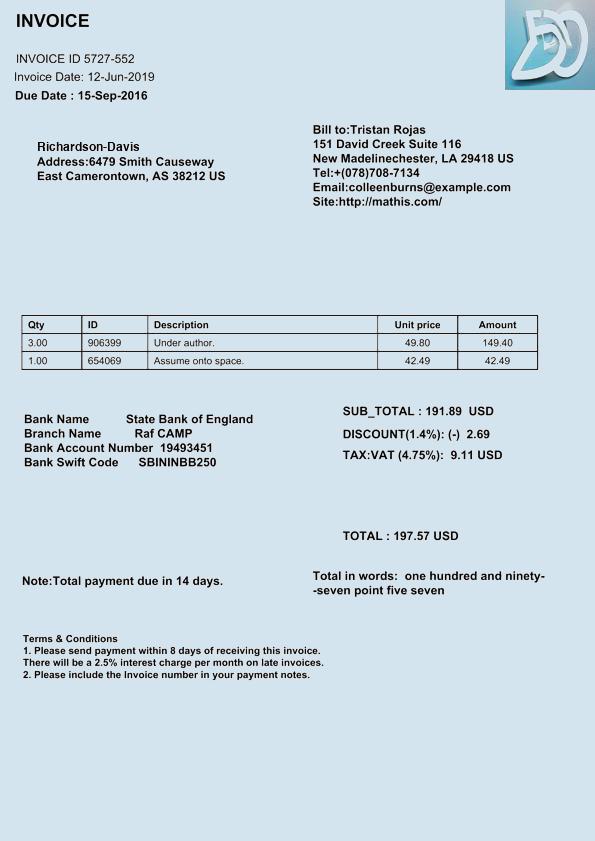 INVOICE
INVOICE ID 5727-552
Invoice Date: 12-Jun-2019
Due Date : 15-Sep-2016
Richardson-Davis
Address:6479 Smith Causeway
East Camerontown, AS 38212 US
Bill to:Tristan Rojas
151 David Creek Suite 116
New Madelinechester, LA 29418 US
Tel:+(078)708-7134
Email:colleenburns@example.com
Site:http://mathis.com/
Qty ID Description Unit price Amount
3.00 906399 Under author. 49.80 149.40
1.00 654069 Assume onto space. 42.49 42.49
Bank Name State Bank of England
Branch Name Raf CAMP
Bank Account Number 19493451
Bank Swift Code SBININBB250
SUB_TOTAL : 191.89 USD
DISCOUNT(1.4%): (-) 2.69
TAX:VAT (4.75%): 9.11 USD
TOTAL : 197.57 USD
Note:Total payment due in 14 days.
Total in words: one hundred and ninety-
-seven point five seven
Terms & Conditions
1. Please send payment within 8 days of receiving this invoice.
There will be a 2.5% interest charge per month on late invoices.
2. Please include the Invoice number in your payment notes.